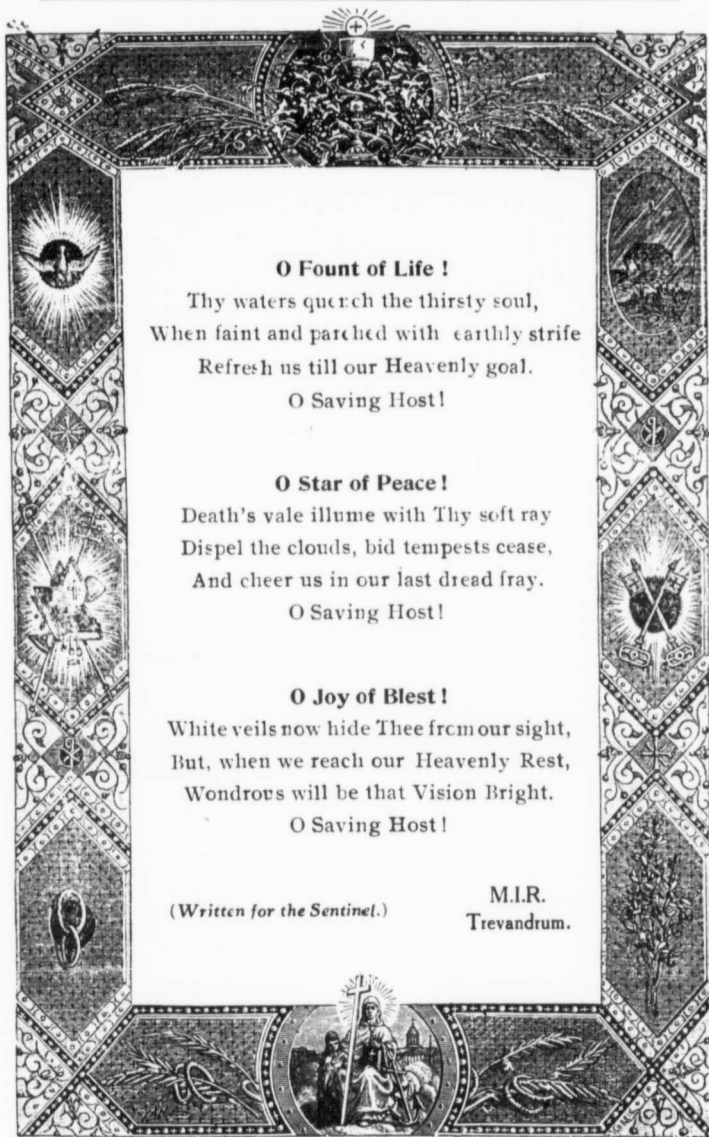 O Fount of Life !
Thy waters quench the thirsty soul,
When faint and parched with earthly strife
Refresh us till our Heavenly goal.
O Saving Host !
O Star of Peace !
Death's vale illume with Thy soft ray
Dispel the clouds, bid tempests cease,
And cheer us in our last dread fray.
O Saving Host !
O Joy of Blest !
White veils now hide Thee from our sight,
But, when we reach our Heavenly Rest,
Wondrous will be that Vision Bright.
O Saving Host !
(Written for the Sentinel.)
M.I.R.
Trevandrum.